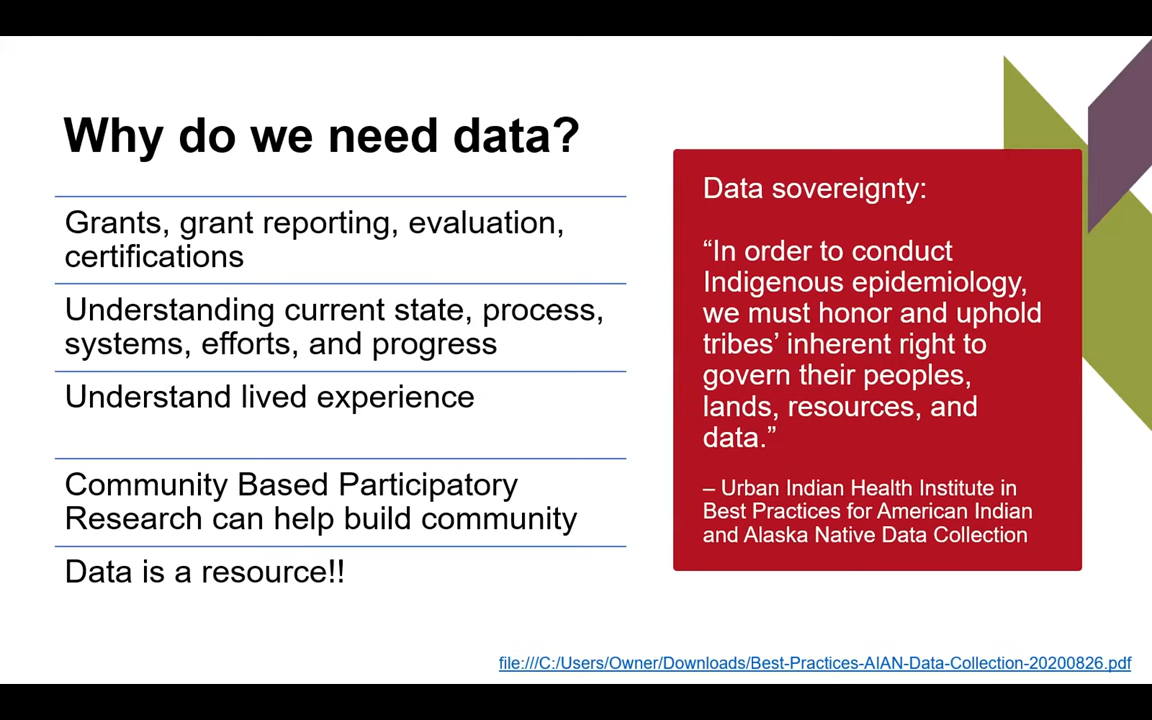 Why do we need data?
Grants, grant reporting, evaluation,
certifications
Understanding current state, process,
systems, efforts, and progress
Understand lived experience
Community Based Participatory
Research can help build community
Data is a resource!!
Data sovereignty:
“In order to conduct
Indigenous epidemiology,
we must honor and uphold
tribes’ inherent right to
govern their peoples,
lands, resources, and
data.”
– Urban Indian Health Institute in
Best Practices for American Indian
and Alaska Native Data Collection
file:///C:/Users/Owner/Downloads/Best-Practices-AIAN-Data-Collection-20200826.pdf